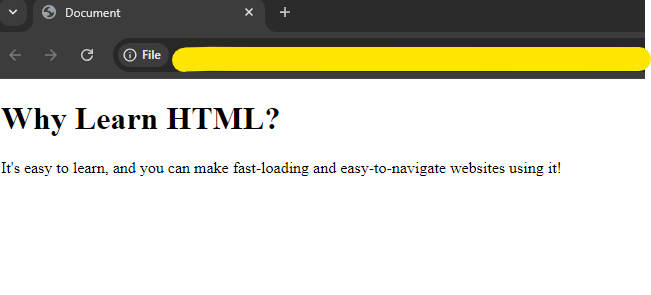 Document
File
Why Learn HTML?
It's easy to learn, and you can make fast-loading and easy-to-navigate websites using it!